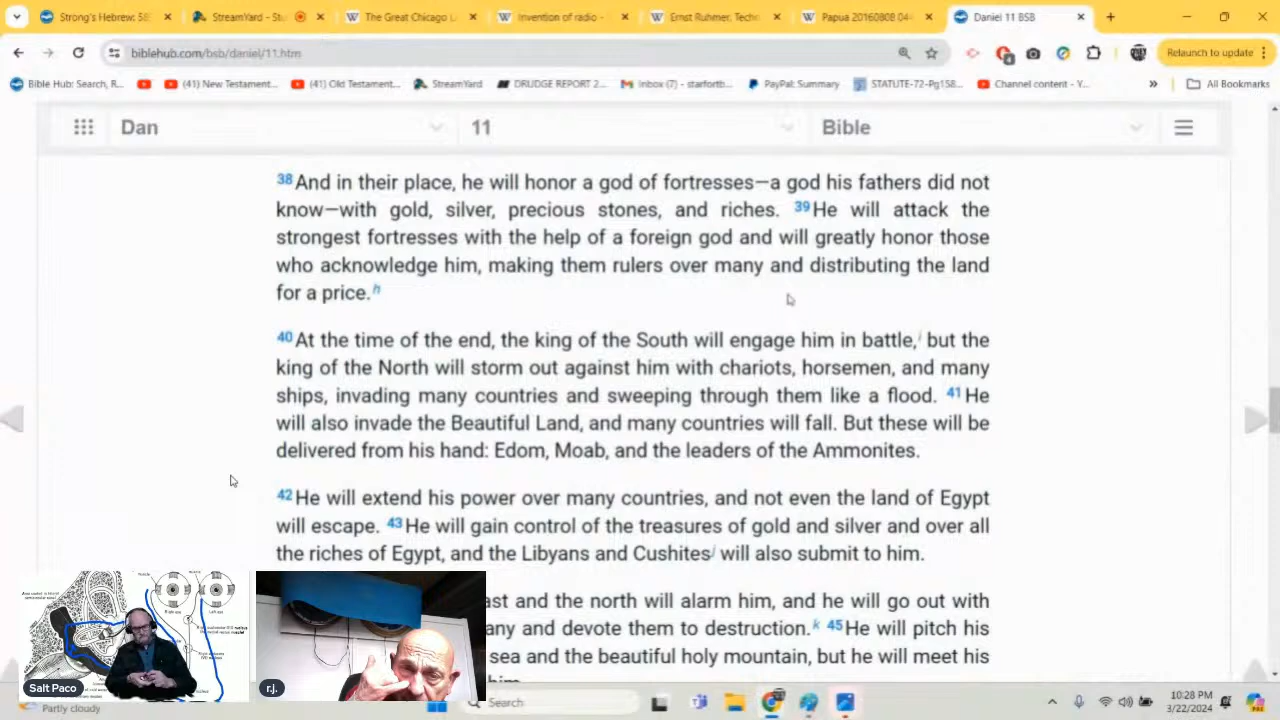 Strong's Hebrew: 58
StreamYard - Stu
The Great Chicago L
11
Invention of radio -
Ernst Ruhmer: Techn
Papua 20160808 04
Daniel 11 BSB
biblehub.com/bsb/daniel/11.htm
Relaunch to update
Bible Hub: Search, R...
(41) New Testament...
(41) Old Testament...
StreamYard
DRUDGE REPORT 2...
Inbox (7) - starfortb...
PayPal: Summary
STATUTE-72-Pg1S8...
Channel content - Y...
All Bookmarks
Dan
11
Bible
38 And in their place, he will honor a god of fortresses—a god his fathers did not
know—with gold, silver, precious stones, and riches. 39 He will attack the
strongest fortresses with the help of a foreign god and will greatly honor those
who acknowledge him, making them rulers over many and distributing the land
for a price. h
40 At the time of the end, the king of the South will engage him in battle, i but the
king of the North will storm out against him with chariots, horsemen, and many
ships, invading many countries and sweeping through them like a flood. 41 He
will also invade the Beautiful Land, and many countries will fall. But these will be
delivered from his hand: Edom, Moab, and the leaders of the Ammonites.
42 He will extend his power over many countries, and not even the land of Egypt
will escape. 43 He will gain control of the treasures of gold and silver and over all
the riches of Egypt, and the Libyans and Cushites j will also submit to him.
ast and the north will alarm him, and he will go out with
any and devote them to destruction. k 45 He will pitch his
sea and the beautiful holy mountain, but he will meet his
him.
Right eye
Left eye
Salt Paco
r.j.
Partly cloudy
Search
10:28 PM
3/22/2024